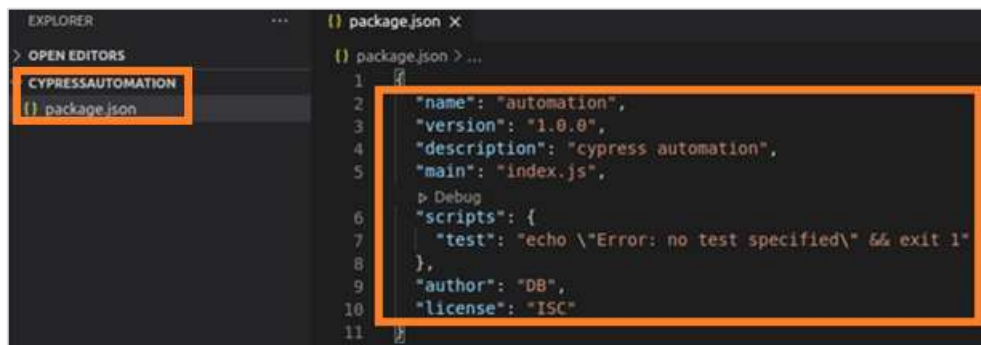 EXPLORER ...
> OPEN EDITORS
CYPRESSAUTOMATION
{} package.json
{} package.json ×
{} package.json > ...
1 {
2 "name": "automation",
3 "version": "1.0.0",
4 "description": "cypress automation",
5 "main": "index.js",
▷ Debug
6 "scripts": {
7 "test": "echo \"Error: no test specified\" && exit 1"
8 },
9 "author": "DB",
10 "license": "ISC"
11 }